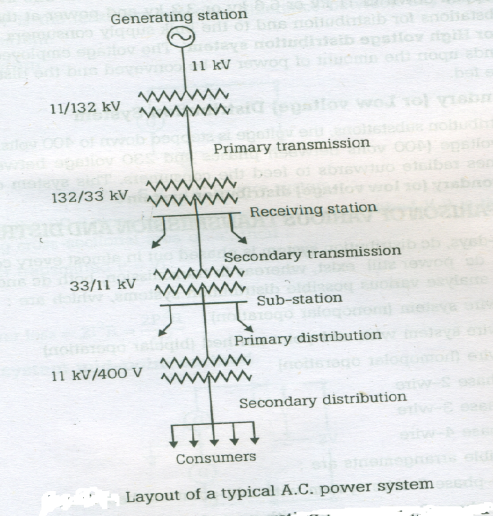 Generating station
11 kV
11/132 kV
Primary transmission
132/33 kV
Receiving station
Secondary transmission
33/11 kV
Sub-station
Primary distribution
11 kV/400 V
Secondary distribution
Consumers
Layout of a typical A.C. power system